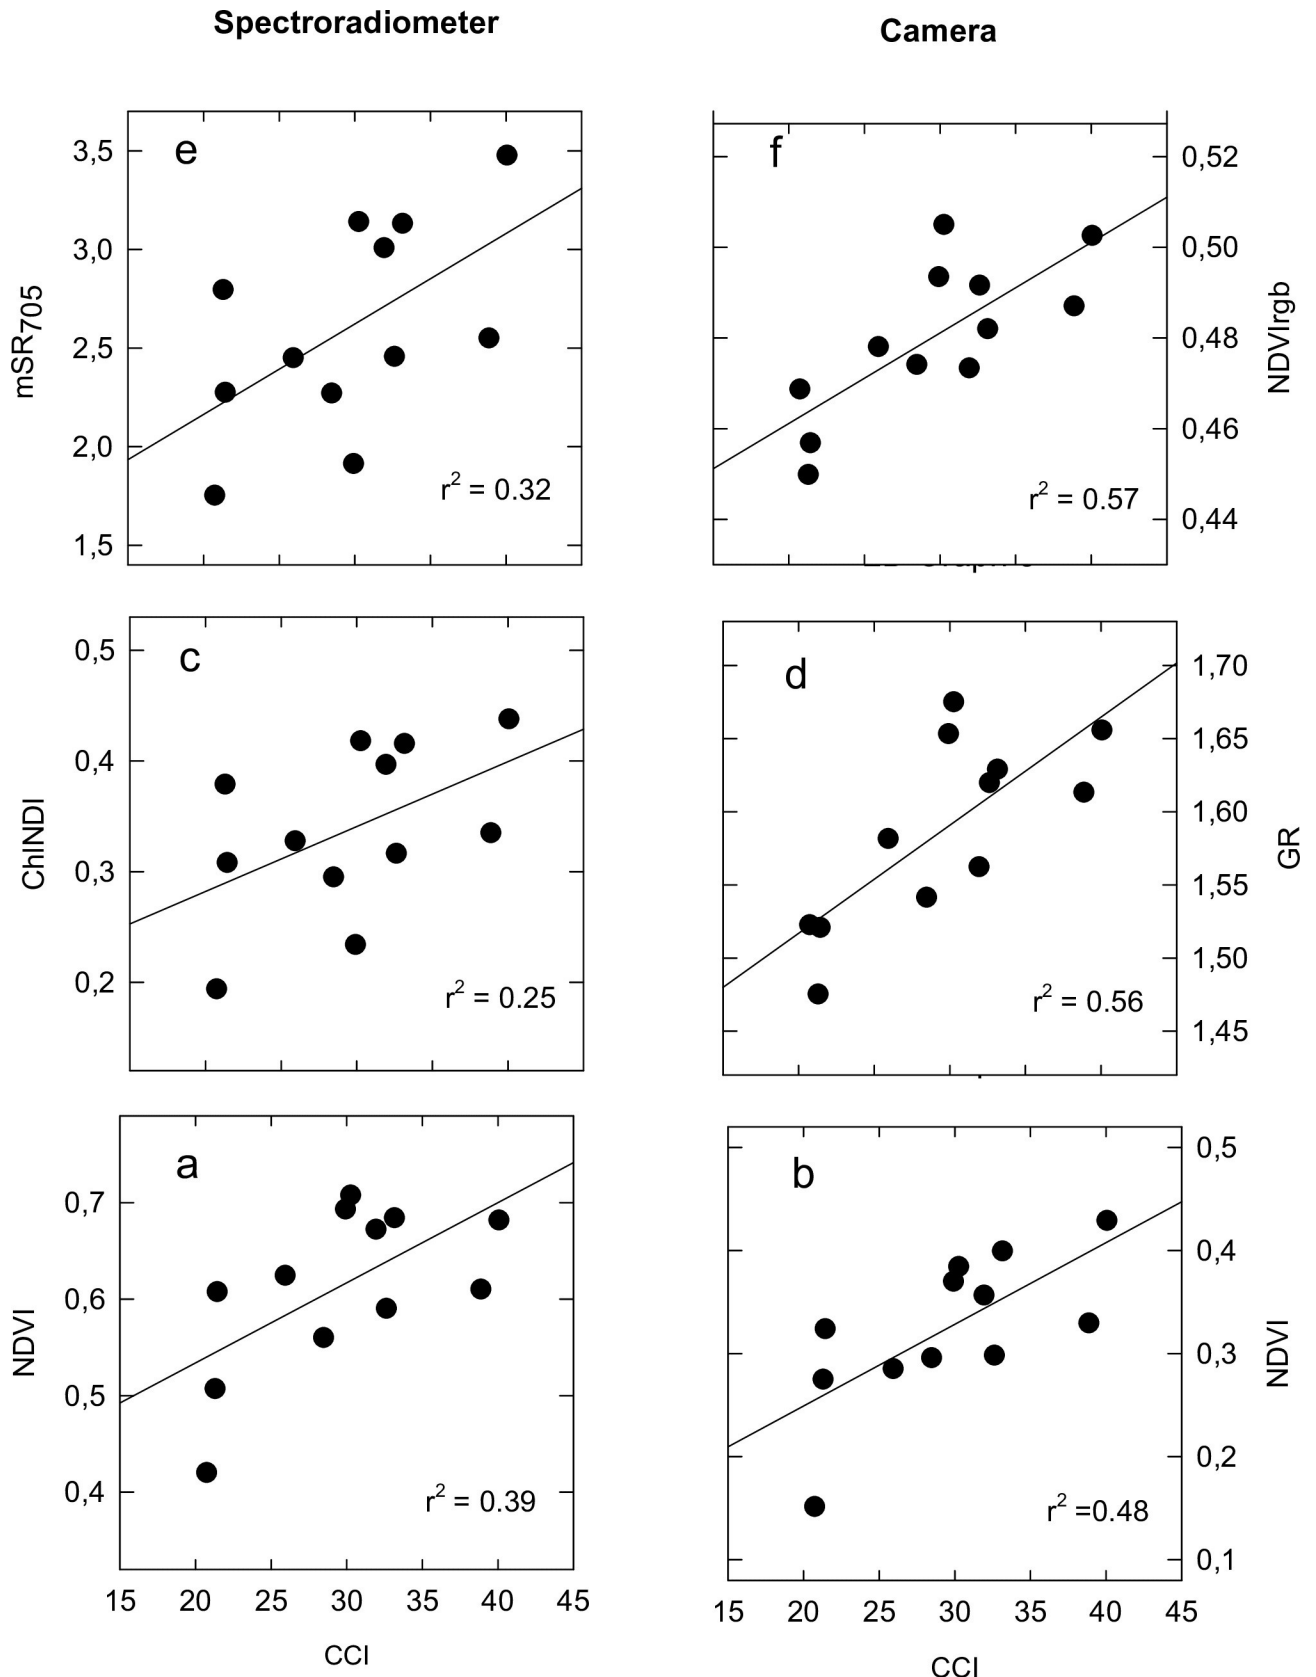 Spectroradiometer
Camera
e
3,5
3,0
2,5
2,0
1,5
mSR705
r2 = 0.32
f
0,52
0,50
0,48
0,46
0,44
NDVIrgb
r2 = 0.57
c
0,5
0,4
0,3
0,2
ChlNDI
r2 = 0.25
d
1,70
1,65
1,60
1,55
1,50
1,45
GR
r2 = 0.56
a
0,7
0,6
0,5
0,4
NDVI
r2 = 0.39
15 20 25 30 35 40 45
CCI
b
0,5
0,4
0,3
0,2
0,1
NDVI
r2 =0.48
15 20 25 30 35 40 45
CCI